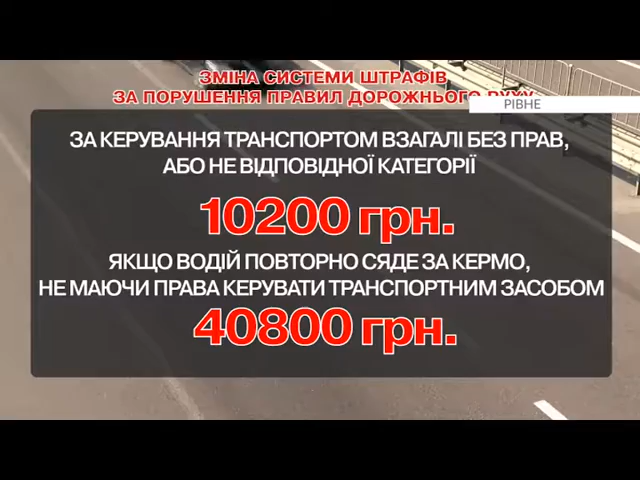 ЗМІНА СИСТЕМИ ШТРАФІВ
ЗА ПОРУШЕННЯ ПРАВИЛ ДОРОЖНЬОГО РУХУ
РІВНЕ
ЗА КЕРУВАННЯ ТРАНСПОРТОМ ВЗАГАЛІ БЕЗ ПРАВ,
АБО НЕ ВІДПОВІДНОЇ КАТЕГОРІЇ
10200 грн.
ЯКЩО ВОДІЙ ПОВТОРНО СЯДЕ ЗА КЕРМО,
НЕ МАЮЧИ ПРАВА КЕРУВАТИ ТРАНСПОРТНИМ ЗАСОБОМ
40800 грн.